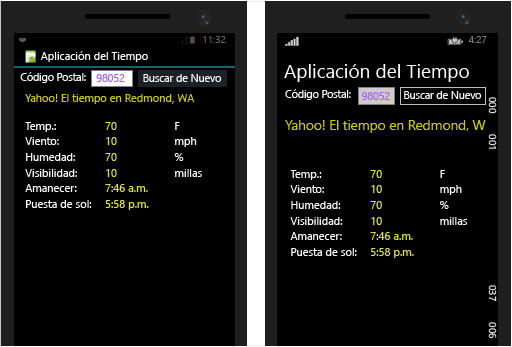 11:32
Aplicación del Tiempo
Código Postal: 98052 Buscar de Nuevo
Yahoo! El tiempo en Redmond, WA
Temp.: 70 F
Viento: 10 mph
Humedad: 70 %
Visibilidad: 10 millas
Amanecer: 7:46 a.m.
Puesta de sol: 5:58 p.m.
4:27
Aplicación del Tiempo
Código Postal: 98052 Buscar de Nuevo
Yahoo! El tiempo en Redmond, W
Temp.: 70 F
Viento: 10 mph
Humedad: 70 %
Visibilidad: 10 millas
Amanecer: 7:46 a.m.
Puesta de sol: 5:58 p.m.
000
001
037
006